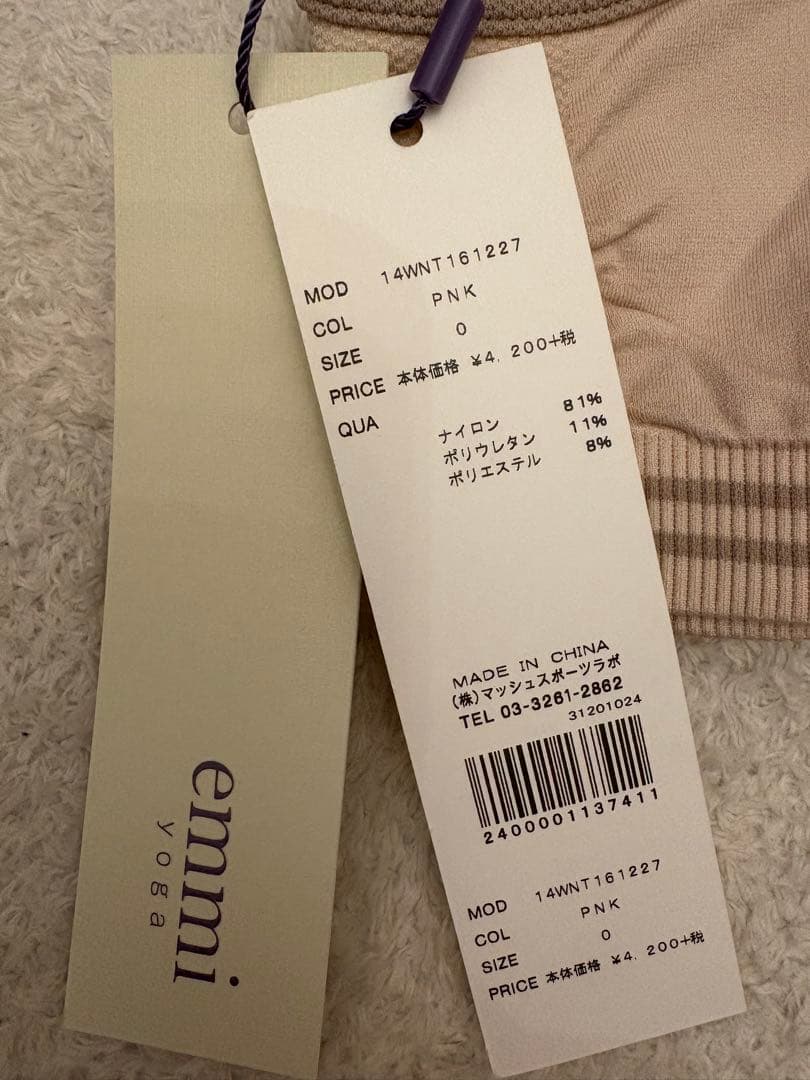 MOD 14WNT161227
COL PNK
SIZE 0
PRICE 本体価格 ¥4,200+税
QUA ナイロン 81%
ポリウレタン 11%
ポリエステル 8%
MADE IN CHINA
(株)マッシュスポーツラボ
TEL 03-3261-2862
31201024
2400001137411
MOD 14WNT161227
COL PNK
SIZE 0
PRICE 本体価格 ¥4,200+税
emmi
yoga